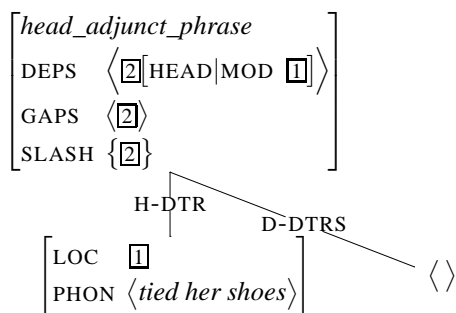 head_adjunct_phrase
DEPS ⟨[2][HEAD|MOD [1]]⟩
GAPS ⟨[2]⟩
SLASH {[2]}
H-DTR
D-DTRS
LOC [1]
PHON ⟨tied her shoes⟩
⟨⟩